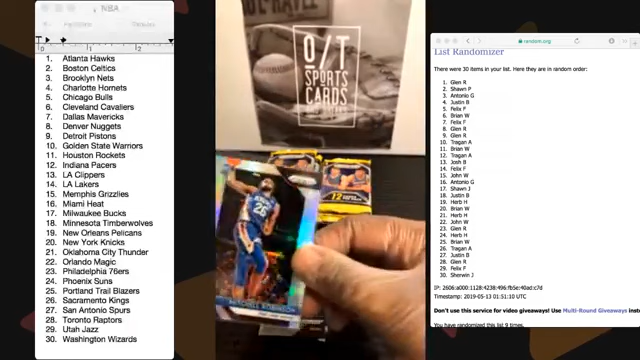 NBA
1. Atlanta Hawks
2. Boston Celtics
3. Brooklyn Nets
4. Charlotte Hornets
5. Chicago Bulls
6. Cleveland Cavaliers
7. Dallas Mavericks
8. Denver Nuggets
9. Detroit Pistons
10. Golden State Warriors
11. Houston Rockets
12. Indiana Pacers
13. LA Clippers
14. LA Lakers
15. Memphis Grizzlies
16. Miami Heat
17. Milwaukee Bucks
18. Minnesota Timberwolves
19. New Orleans Pelicans
20. New York Knicks
21. Oklahoma City Thunder
22. Orlando Magic
23. Philadelphia 76ers
24. Phoenix Suns
25. Portland Trail Blazers
26. Sacramento Kings
27. San Antonio Spurs
28. Toronto Raptors
29. Utah Jazz
30. Washington Wizards
O/T
SPORTS
CARDS
PRIZM
12
MITCHELL ROBINSON
random.org
List Randomizer
There were 30 items in your list. Here they are in random order:
1. Glen R
2. Shawn P
3. Antonio G
4. Justin B
5. Felix F
6. Brian W
7. Felix F
8. Glen R
9. Glen R
10. Tragan A
11. Brian W
12. Tragan A
13. Josh B
14. Felix F
15. John W
16. Antonio G
17. Shawn J
18. Justin B
19. Herb H
20. Brian W
21. Herb H
22. John W
23. Glen R
24. Herb H
25. Brian W
26. Tragan A
27. Justin B
28. Glen R
29. Felix F
30. Sherwin J
Timestamp: 2019-05-13 01:51:10 UTC
Don't use this service for video giveaways! Use Multi-Round Giveaways inste
You have randomized this list 9 times.